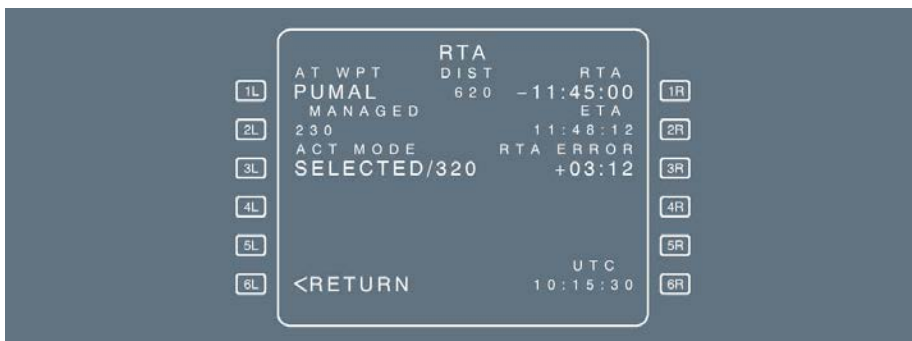 RTA
AT WPT DIST RTA
1L PUMAL 620 -11:45:00 1R
MANAGED ETA
2L 230 11:48:12 2R
ACT MODE RTA ERROR
3L SELECTED/320 +03:12 3R
4L 4R
5L 5R
UTC
6L <RETURN 10:15:30 6R